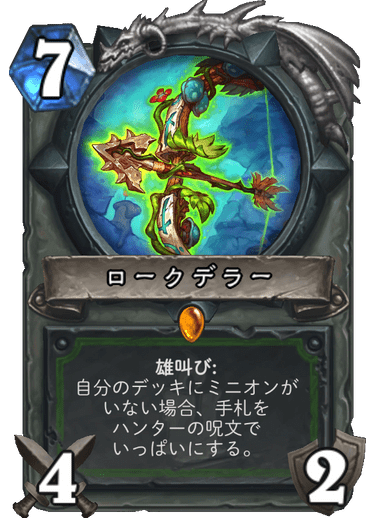 7
ロークデラー
雄叫び:
自分のデッキにミニオンが
いない場合、手札を
ハンターの呪文で
いっぱいにする。
4
2